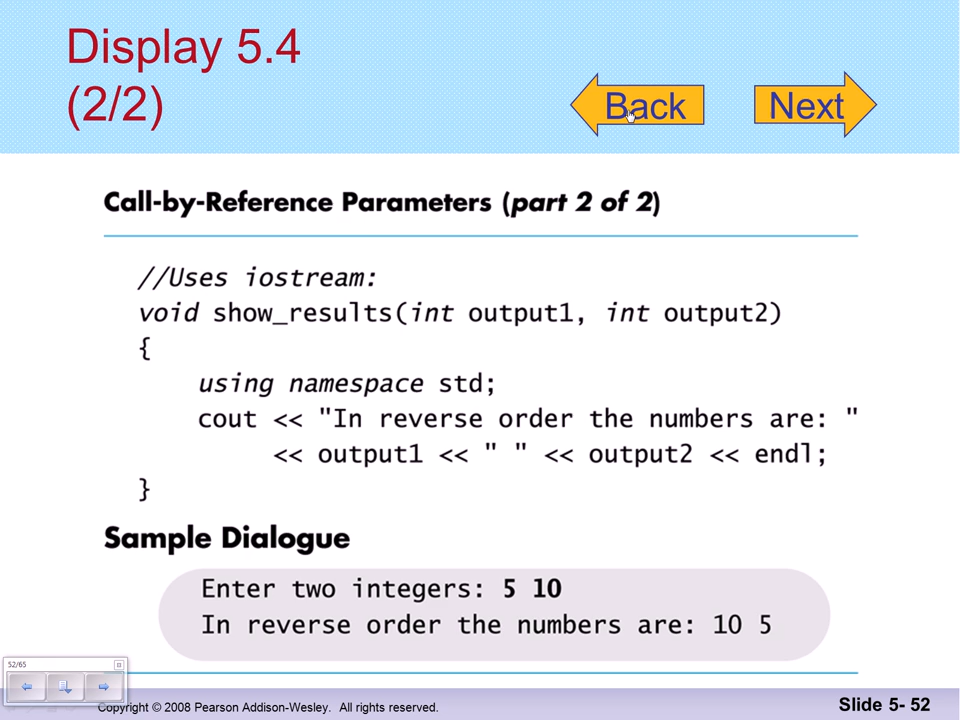 Display 5.4
(2/2)
Back
Next
Call-by-Reference Parameters (part 2 of 2)
//Uses iostream:
void show_results(int output1, int output2)
{
using namespace std;
cout << "In reverse order the numbers are: "
<< output1 << " " << output2 << endl;
}
Sample Dialogue
Enter two integers: 5 10
In reverse order the numbers are: 10 5
52/65
Copyright © 2008 Pearson Addison-Wesley. All rights reserved.
Slide 5- 52